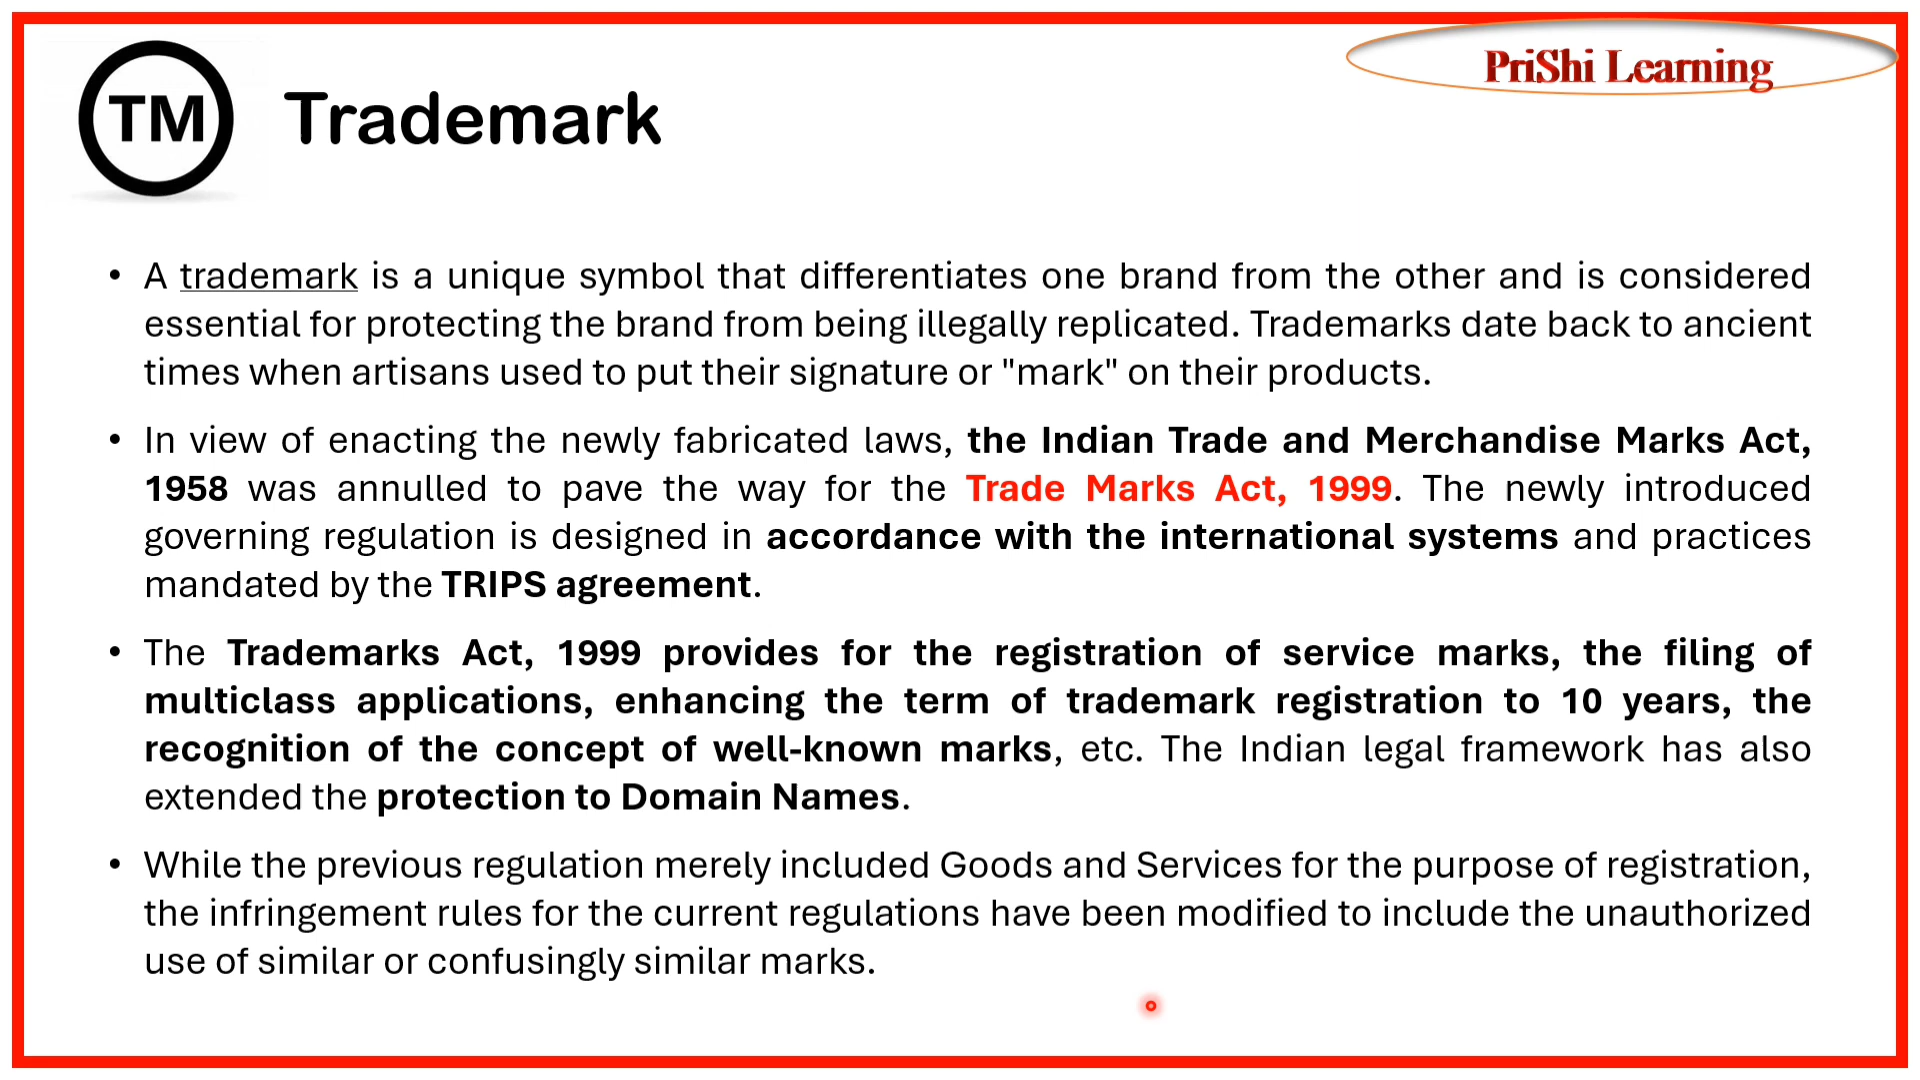 PriShi Learning
TM
Trademark
• A trademark is a unique symbol that differentiates one brand from the other and is considered
essential for protecting the brand from being illegally replicated. Trademarks date back to ancient
times when artisans used to put their signature or "mark" on their products.
• In view of enacting the newly fabricated laws, the Indian Trade and Merchandise Marks Act,
1958 was annulled to pave the way for the Trade Marks Act, 1999. The newly introduced
governing regulation is designed in accordance with the international systems and practices
mandated by the TRIPS agreement.
• The Trademarks Act, 1999 provides for the registration of service marks, the filing of
multiclass applications, enhancing the term of trademark registration to 10 years, the
recognition of the concept of well-known marks, etc. The Indian legal framework has also
extended the protection to Domain Names.
• While the previous regulation merely included Goods and Services for the purpose of registration,
the infringement rules for the current regulations have been modified to include the unauthorized
use of similar or confusingly similar marks.